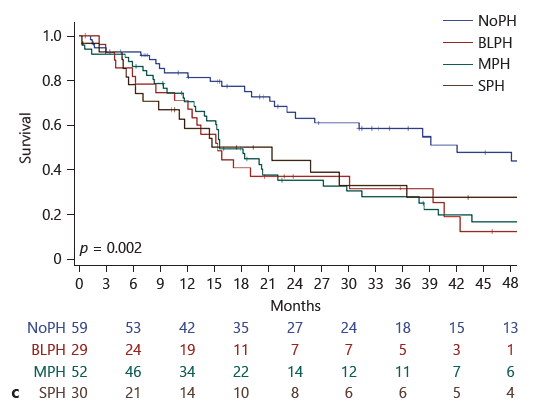 NoPH
BLPH
MPH
SPH
1.0
0.8
0.6
0.4
0.2
0
Survival
p = 0.002
0 3 6 9 12 15 18 21 24 27 30 33 36 39 42 45 48
Months
NoPH 59 53 42 35 27 24 18 15 13
BLPH 29 24 19 11 7 7 5 3 1
MPH 52 46 34 22 14 12 11 7 6
c SPH 30 21 14 10 8 6 6 5 4